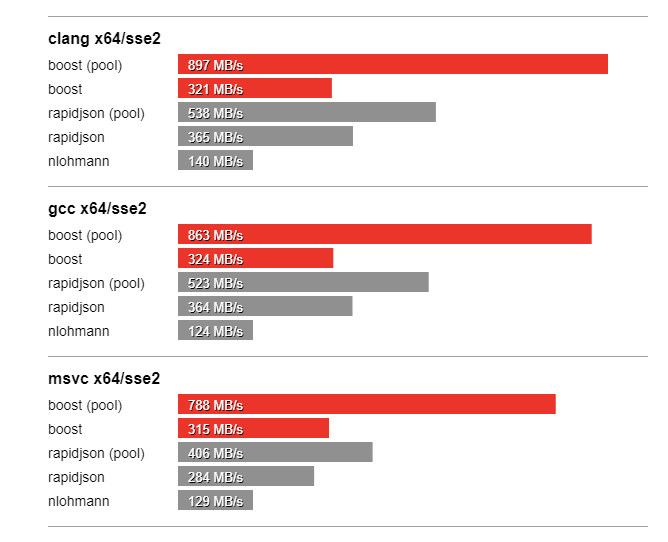 clang x64/sse2
boost (pool) 897 MB/s
boost 321 MB/s
rapidjson (pool) 538 MB/s
rapidjson 365 MB/s
nlohmann 140 MB/s
gcc x64/sse2
boost (pool) 863 MB/s
boost 324 MB/s
rapidjson (pool) 523 MB/s
rapidjson 364 MB/s
nlohmann 124 MB/s
msvc x64/sse2
boost (pool) 788 MB/s
boost 315 MB/s
rapidjson (pool) 406 MB/s
rapidjson 284 MB/s
nlohmann 129 MB/s